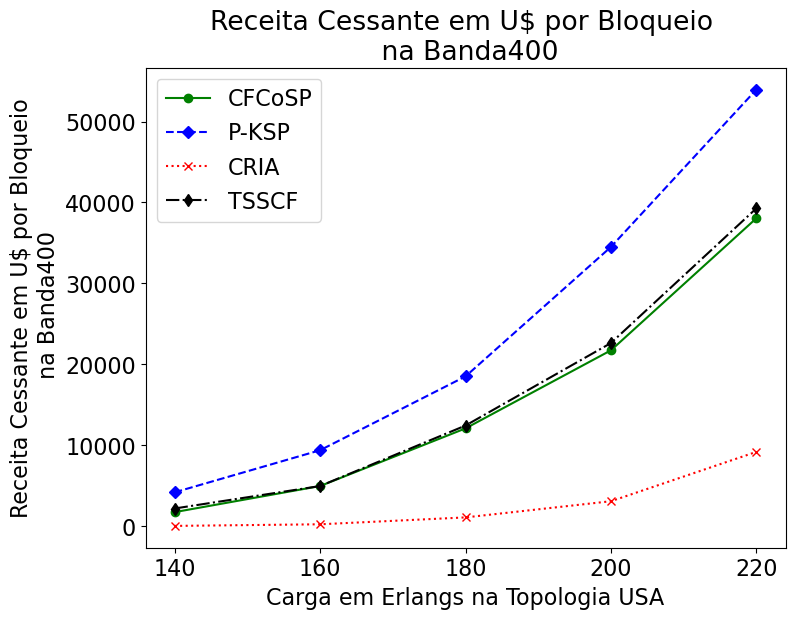 Receita Cessante em U$ por Bloqueio
na Banda400
Receita Cessante em U$ por Bloqueio
na Banda400
CFCoSP
P-KSP
CRIA
TSSCF
50000
40000
30000
20000
10000
0
140 160 180 200 220
Carga em Erlangs na Topologia USA